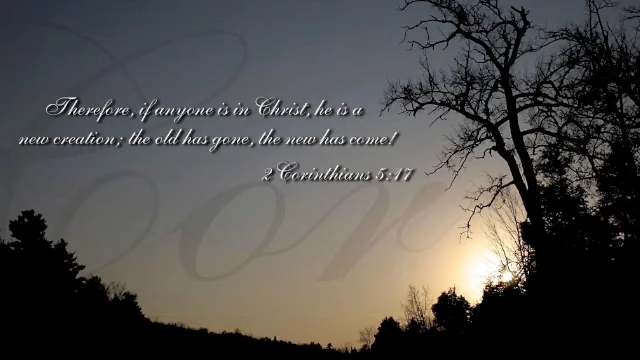 Therefore, if anyone is in Christ, he is a
new creation; the old has gone, the new has come!
2 Corinthians 5:17